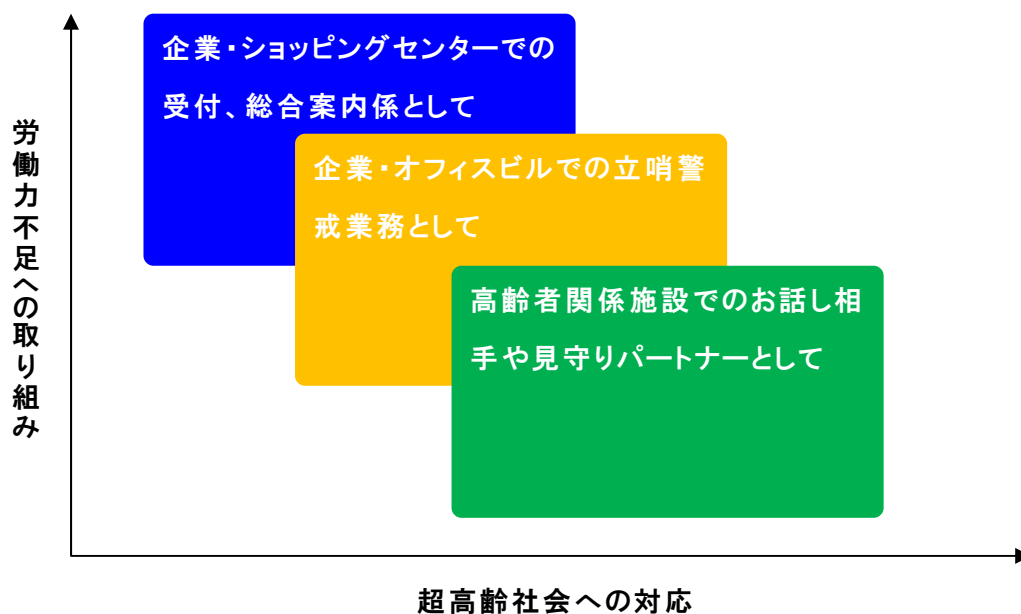 企業・ショッピングセンターでの
受付、総合案内係として
企業・オフィスビルでの立哨警
戒業務として
高齢者関係施設でのお話し相
手や見守りパートナーとして
労働力不足への取り組み
超高齢社会への対応